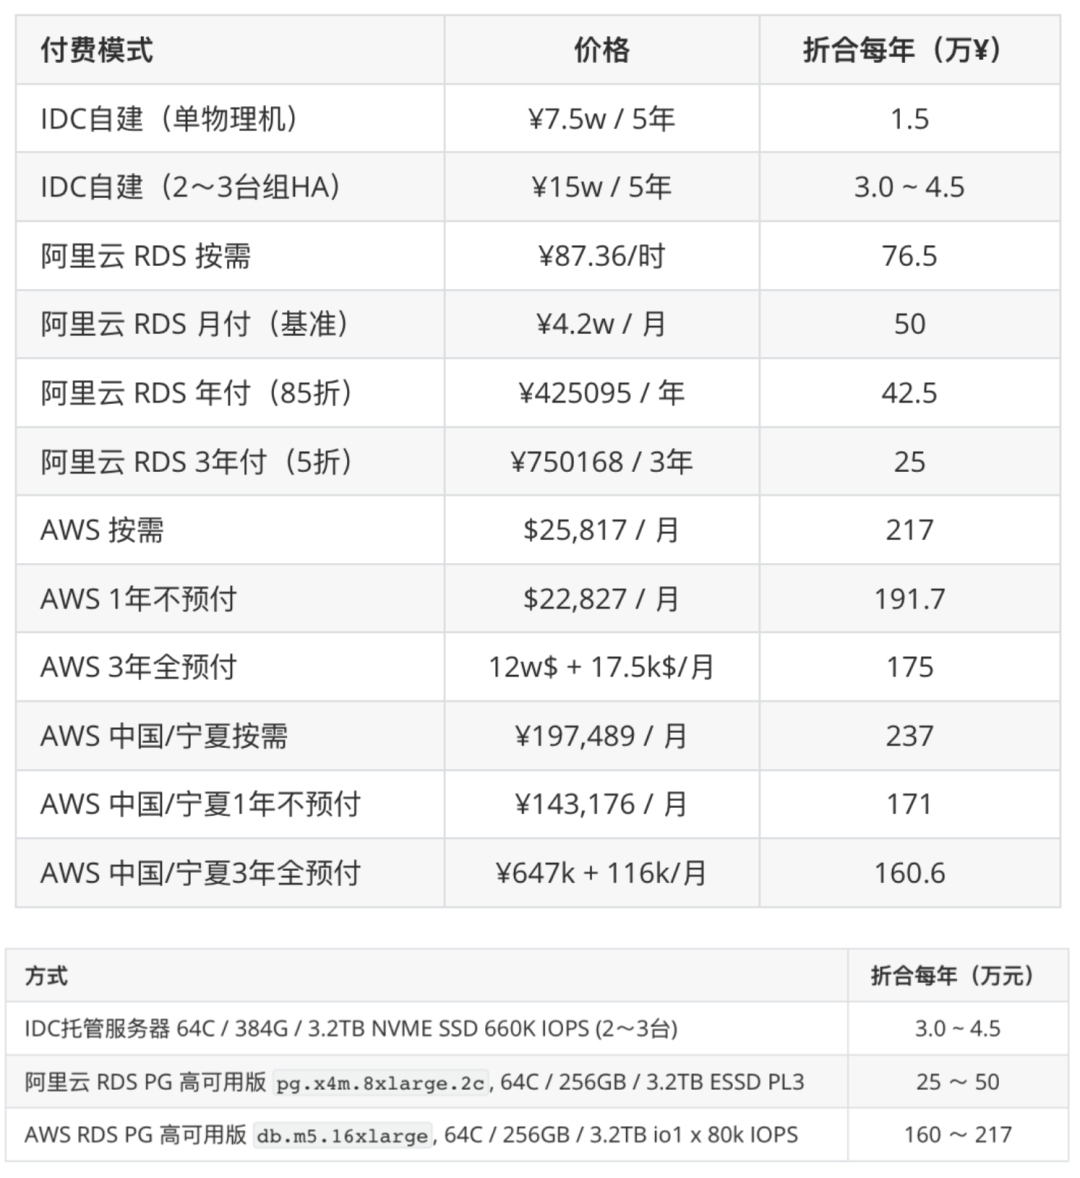 付费模式 价格 折合每年（万¥）
IDC自建（单物理机） ¥7.5w / 5年 1.5
IDC自建（2～3台组HA） ¥15w / 5年 3.0 ~ 4.5
阿里云 RDS 按需 ¥87.36/时 76.5
阿里云 RDS 月付（基准） ¥4.2w / 月 50
阿里云 RDS 年付（85折） ¥425095 / 年 42.5
阿里云 RDS 3年付（5折） ¥750168 / 3年 25
AWS 按需 $25,817 / 月 217
AWS 1年不预付 $22,827 / 月 191.7
AWS 3年全预付 12w$ + 17.5k$/月 175
AWS 中国/宁夏按需 ¥197,489 / 月 237
AWS 中国/宁夏1年不预付 ¥143,176 / 月 171
AWS 中国/宁夏3年全预付 ¥647k + 116k/月 160.6
方式 折合每年（万元）
IDC托管服务器 64C / 384G / 3.2TB NVME SSD 660K IOPS (2～3台) 3.0 ~ 4.5
阿里云 RDS PG 高可用版 pg.x4m.8xlarge.2c, 64C / 256GB / 3.2TB ESSD PL3 25 ～ 50
AWS RDS PG 高可用版 db.m5.16xlarge, 64C / 256GB / 3.2TB io1 x 80k IOPS 160 ～ 217